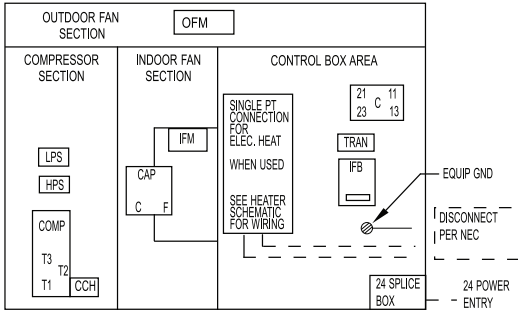 OUTDOOR FAN
SECTION
OFM
COMPRESSOR
SECTION
LPS
HPS
COMP
T3
T2
T1
CCH
INDOOR FAN
SECTION
IFM
CAP
C F
CONTROL BOX AREA
SINGLE PT
CONNECTION
FOR
ELEC. HEAT
WHEN USED
SEE HEATER
SCHEMATIC
FOR WIRING
21 11
C
23 13
TRAN
IFB
EQUIP GND
DISCONNECT
PER NEC
24 SPLICE
BOX
24 POWER
ENTRY